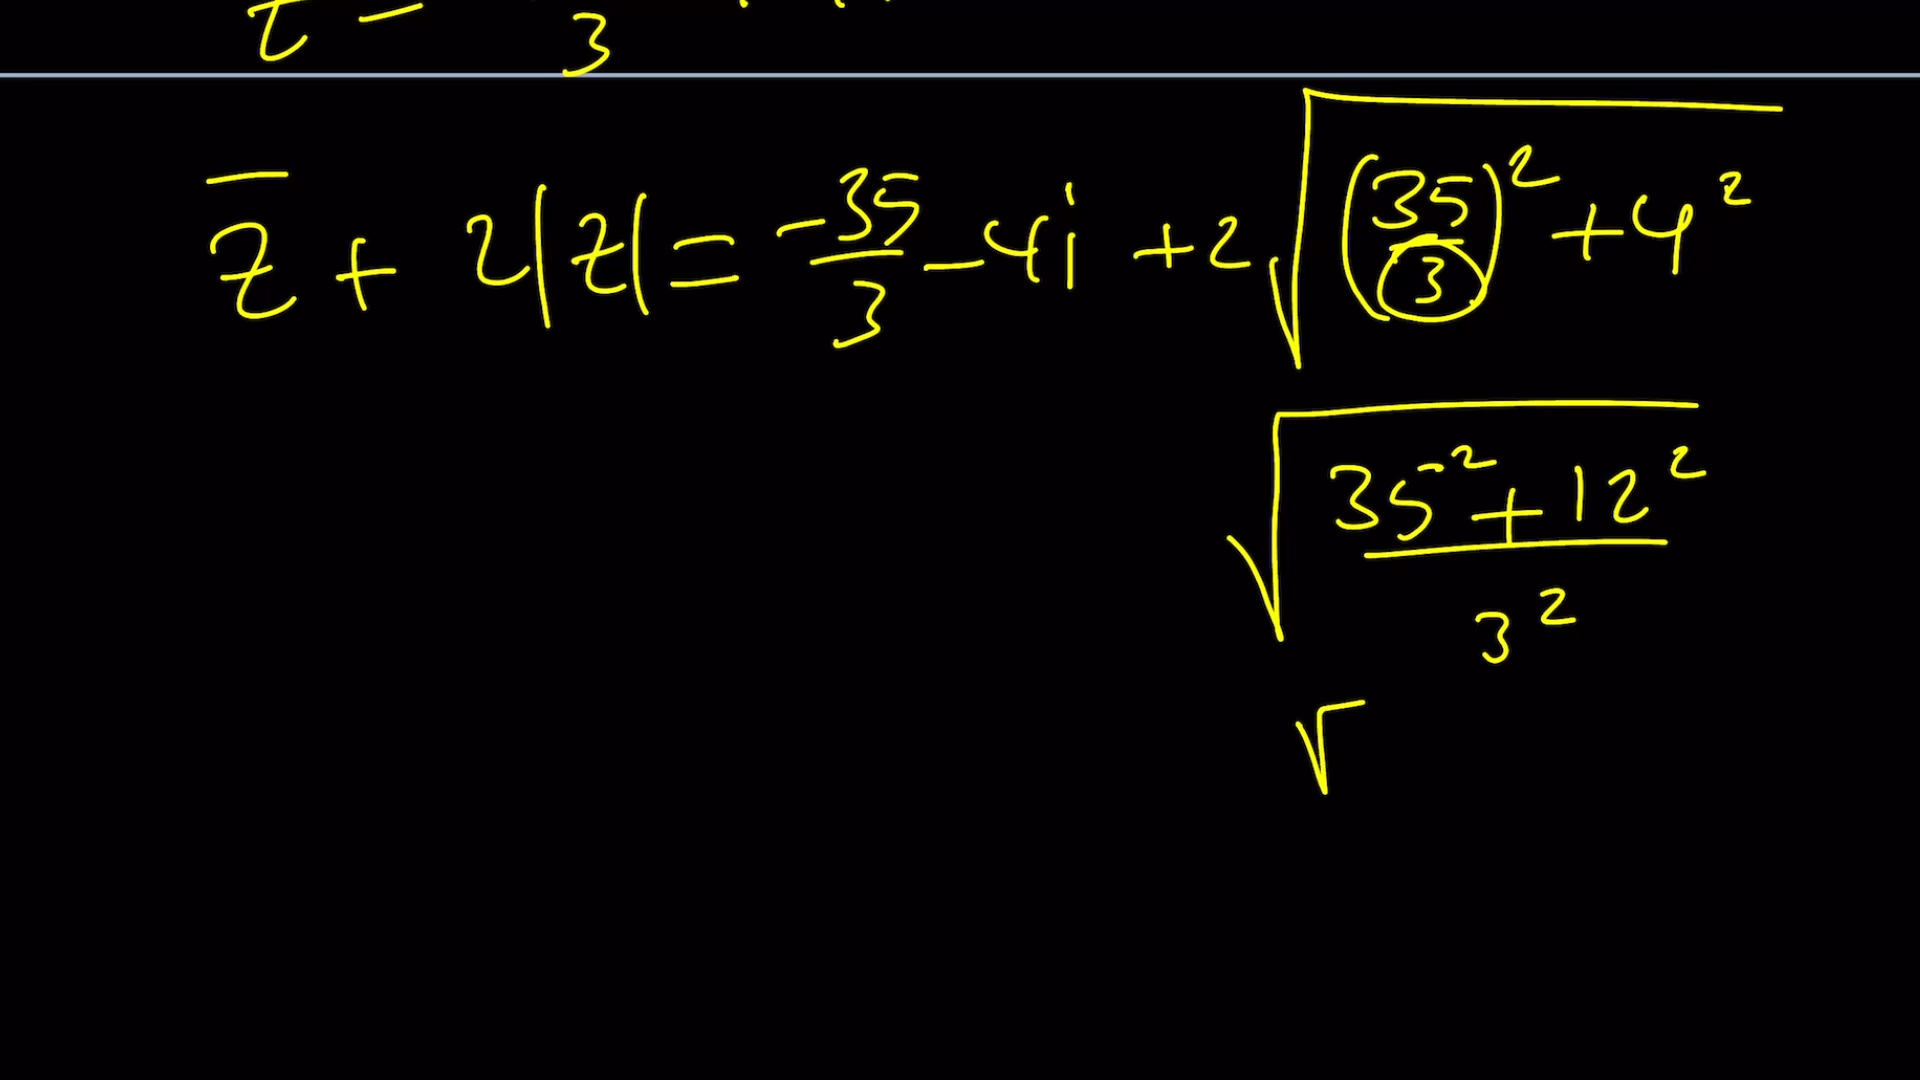 z̄ + 2|z| = -35/3 - 4i + 2√((35/3)² + 4²)
√((35² + 12²)/3²)
√